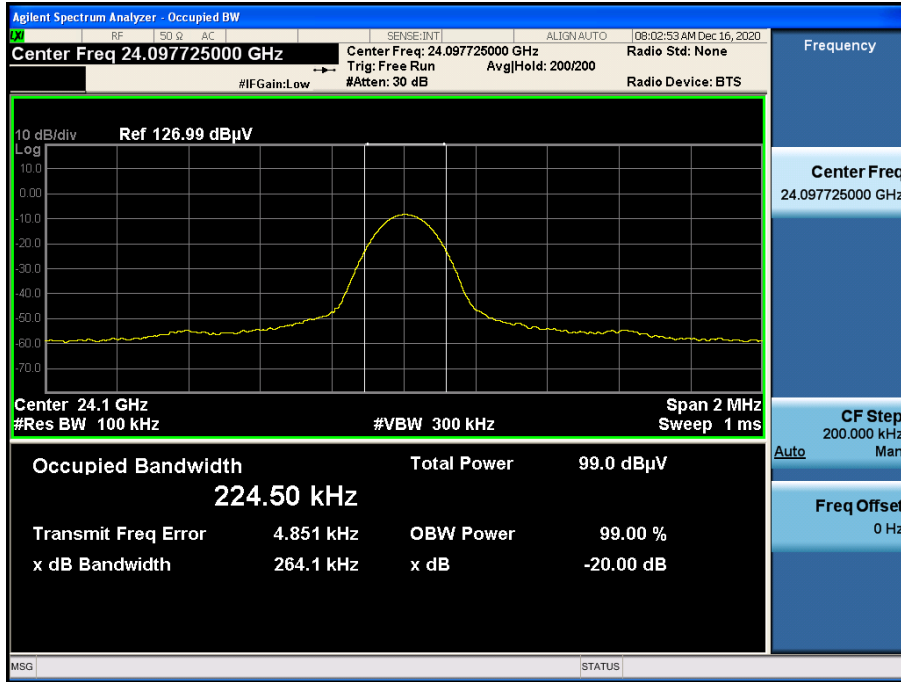 Agilent Spectrum Analyzer - Occupied BW
LXI RF 50 Ω AC SENSE:INT ALIGN AUTO 08:02:53 AM Dec 16, 2020
Center Freq 24.097725000 GHz
Center Freq: 24.097725000 GHz
Radio Std: None
Trig: Free Run Avg|Hold: 200/200
#IFGain:Low
#Atten: 30 dB
Radio Device: BTS
10 dB/div Ref 126.99 dBµV
Log
10.0
0.00
-10.0
-20.0
-30.0
-40.0
-50.0
-60.0
-70.0
Center 24.1 GHz Span 2 MHz
#Res BW 100 kHz #VBW 300 kHz Sweep 1 ms
Occupied Bandwidth Total Power 99.0 dBµV
224.50 kHz
Transmit Freq Error 4.851 kHz OBW Power 99.00 %
x dB Bandwidth 264.1 kHz x dB -20.00 dB
MSG STATUS
Frequency
Center Freq
24.097725000 GHz
CF Step
200.000 kHz
Auto Man
Freq Offset
0 Hz